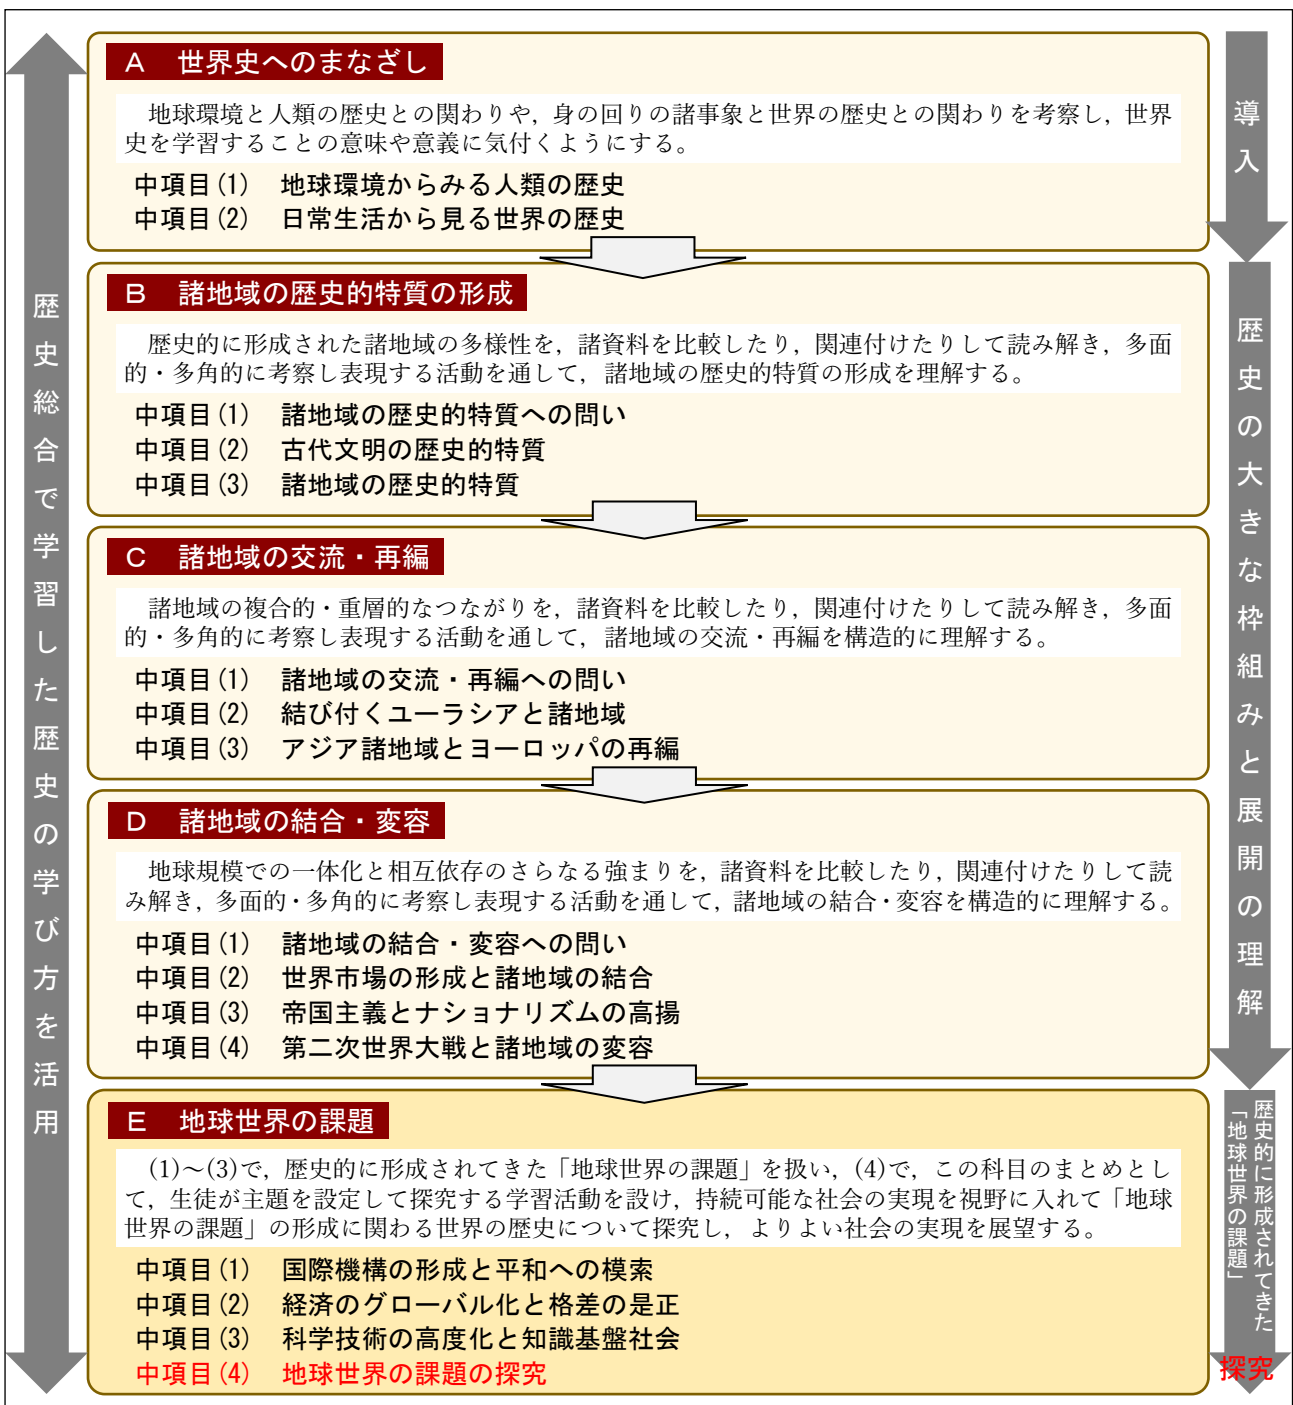 歴史総合で学習した歴史の学び方を活用
A 世界史へのまなざし
地球環境と人類の歴史との関わりや，身の回りの諸事象と世界の歴史との関わりを考察し，世界
史を学習することの意味や意義に気付くようにする。
中項目(1) 地球環境からみる人類の歴史
中項目(2) 日常生活から見る世界の歴史
導入
B 諸地域の歴史的特質の形成
歴史的に形成された諸地域の多様性を，諸資料を比較したり，関連付けたりして読み解き，多面
的・多角的に考察し表現する活動を通して，諸地域の歴史的特質の形成を理解する。
中項目(1) 諸地域の歴史的特質への問い
中項目(2) 古代文明の歴史的特質
中項目(3) 諸地域の歴史的特質
歴史の大きな枠組みと展開の理解
C 諸地域の交流・再編
諸地域の複合的・重層的なつながりを，諸資料を比較したり，関連付けたりして読み解き，多面
的・多角的に考察し表現する活動を通して，諸地域の交流・再編を構造的に理解する。
中項目(1) 諸地域の交流・再編への問い
中項目(2) 結び付くユーラシアと諸地域
中項目(3) アジア諸地域とヨーロッパの再編
D 諸地域の結合・変容
地球規模での一体化と相互依存のさらなる強まりを，諸資料を比較したり，関連付けたりして読
み解き，多面的・多角的に考察し表現する活動を通して，諸地域の結合・変容を構造的に理解する。
中項目(1) 諸地域の結合・変容への問い
中項目(2) 世界市場の形成と諸地域の結合
中項目(3) 帝国主義とナショナリズムの高揚
中項目(4) 第二次世界大戦と諸地域の変容
E 地球世界の課題
(1)～(3)で，歴史的に形成されてきた「地球世界の課題」を扱い，(4)で，この科目のまとめとし
て，生徒が主題を設定して探究する学習活動を設け，持続可能な社会の実現を視野に入れて「地球
世界の課題」の形成に関わる世界の歴史について探究し，よりよい社会の実現を展望する。
中項目(1) 国際機構の形成と平和への模索
中項目(2) 経済のグローバル化と格差の是正
中項目(3) 科学技術の高度化と知識基盤社会
中項目(4) 地球世界の課題の探究
歴史的に形成されてきた
「地球世界の課題」
探究